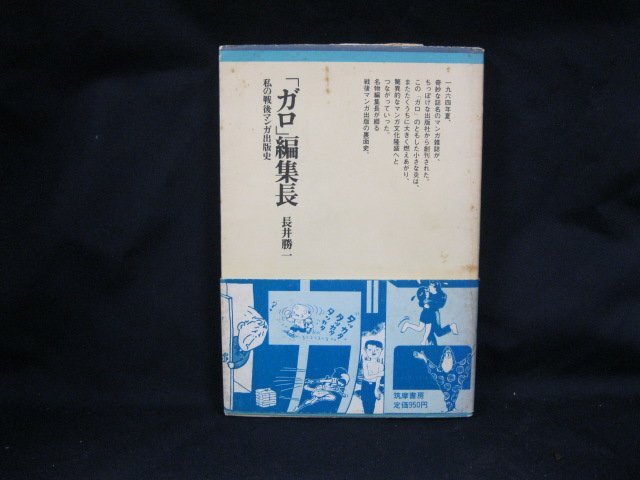 一九六四年夏、
奇妙な誌名のマンガ雑誌が、
ちっぽけな出版社から創刊された。
この「ガロ」のともした小さな炎は、
またたくうちに大きく燃えあがり、
驚異的なマンガ文化隆盛へと
つながっていった。
名物編集長が綴る
戦後マンガ出版の裏面史。
「ガロ」編集長
私の戦後マンガ出版史
長井勝一
筑摩書房
定価950円